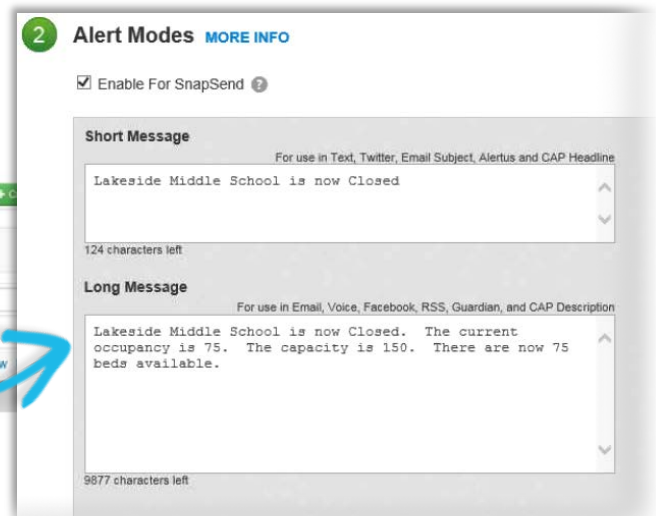 2 Alert Modes MORE INFO
Enable For SnapSend ?
Short Message
For use in Text, Twitter, Email Subject, Alertus and CAP Headline
Lakeside Middle School is now Closed
124 characters left
Long Message
For use in Email, Voice, Facebook, RSS, Guardian, and CAP Description
Lakeside Middle School is now Closed. The current
occupancy is 75. The capacity is 150. There are now 75
beds available.
9877 characters left